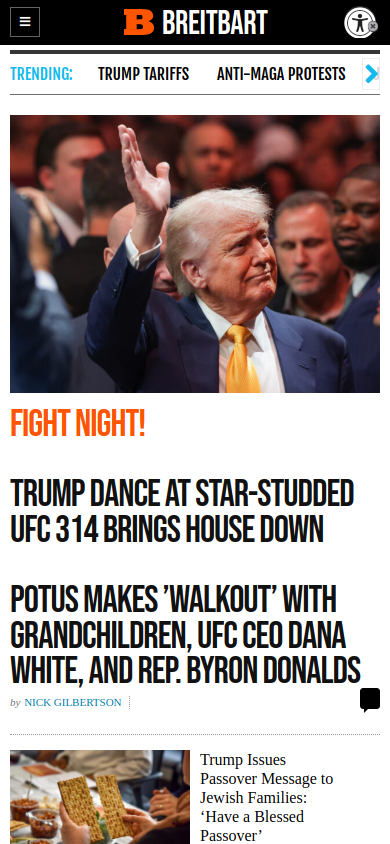 BREITBART
TRENDING: TRUMP TARIFFS ANTI-MAGA PROTESTS
FIGHT NIGHT!
TRUMP DANCE AT STAR-STUDDED
UFC 314 BRINGS HOUSE DOWN
POTUS MAKES ’WALKOUT’ WITH
GRANDCHILDREN, UFC CEO DANA
WHITE, AND REP. BYRON DONALDS
by NICK GILBERTSON
Trump Issues
Passover Message to
Jewish Families:
‘Have a Blessed
Passover’